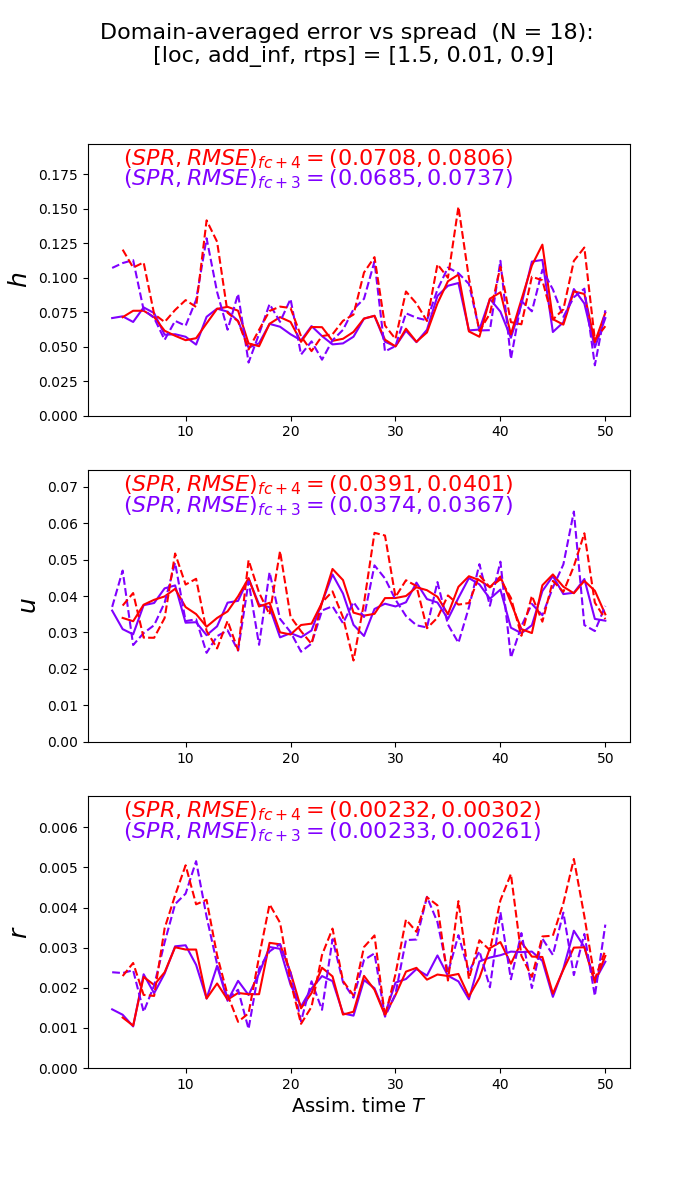 Domain-averaged error vs spread (N = 18):
[loc, add_inf, rtps] = [1.5, 0.01, 0.9]
(SPR, RMSE)fc+4 = (0.0708, 0.0806)
(SPR, RMSE)fc+3 = (0.0685, 0.0737)
0.175
0.150
0.125
0.100
0.075
0.050
0.025
0.000
h
10 20 30 40 50
(SPR, RMSE)fc+4 = (0.0391, 0.0401)
(SPR, RMSE)fc+3 = (0.0374, 0.0367)
0.07
0.06
0.05
0.04
0.03
0.02
0.01
0.00
u
10 20 30 40 50
(SPR, RMSE)fc+4 = (0.00232, 0.00302)
(SPR, RMSE)fc+3 = (0.00233, 0.00261)
0.006
0.005
0.004
0.003
0.002
0.001
0.000
r
10 20 30 40 50
Assim. time T